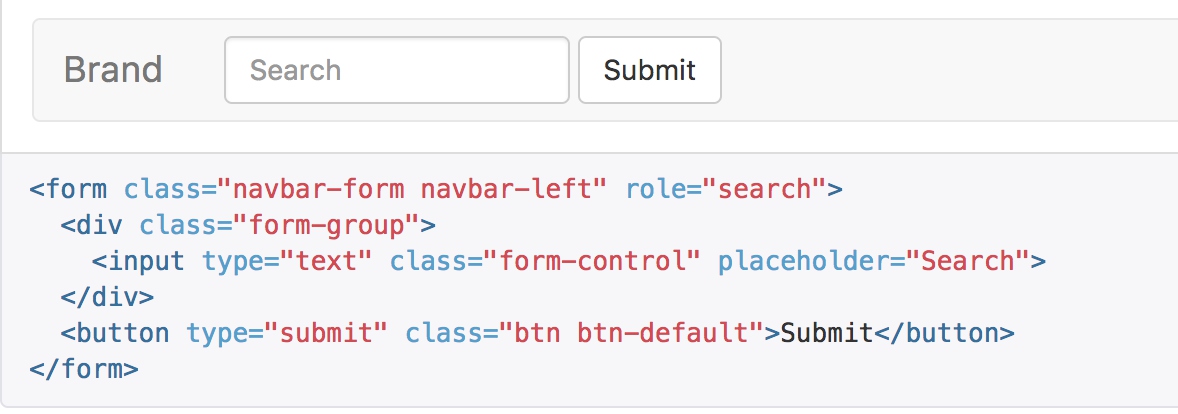 Brand Search Submit
<form class="navbar-form navbar-left" role="search">
  <div class="form-group">
    <input type="text" class="form-control" placeholder="Search">
  </div>
  <button type="submit" class="btn btn-default">Submit</button>
</form>